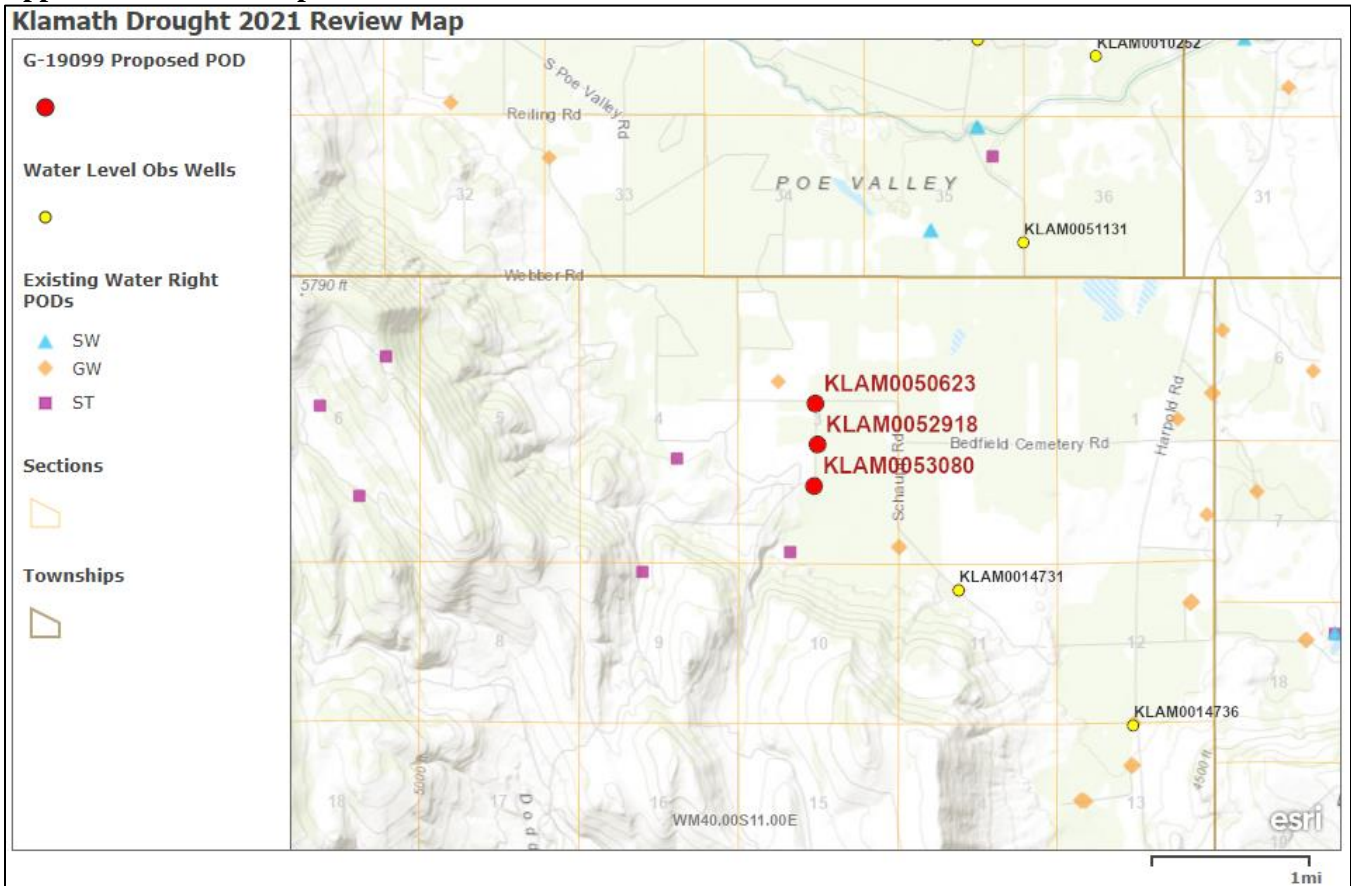 Klamath Drought 2021 Review Map
G-19099 Proposed POD
Water Level Obs Wells
Existing Water Right
PODs
SW
GW
ST
Sections
Townships
KLAM0010252
S Poe Valley Rd
Reiling Rd
32
33
34
POE VALLEY
35
36
31
KLAM0051131
Webber Rd
5790 ft
KLAM0050623
6
5
4
3
KLAM0052918
Bedfield Cemetery Rd
1
Harpold Rd
6
KLAM0053080
Schaupp Rd
7
KLAM0014731
7
8
9
10
11
12
18
KLAM0014736
5000 ft
4500 ft
18
17
16
15
14
13
WM40.00S11.00E
esri
1mi